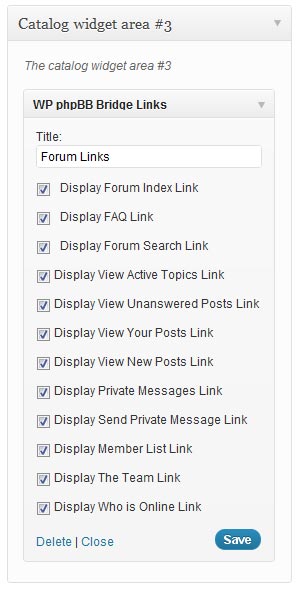 Catalog widget area #3
The catalog widget area #3
WP phpBB Bridge Links
Title:
Forum Links
Display Forum Index Link
Display FAQ Link
Display Forum Search Link
Display View Active Topics Link
Display View Unanswered Posts Link
Display View Your Posts Link
Display View New Posts Link
Display Private Messages Link
Display Send Private Message Link
Display Member List Link
Display The Team Link
Display Who is Online Link
Delete | Close Save